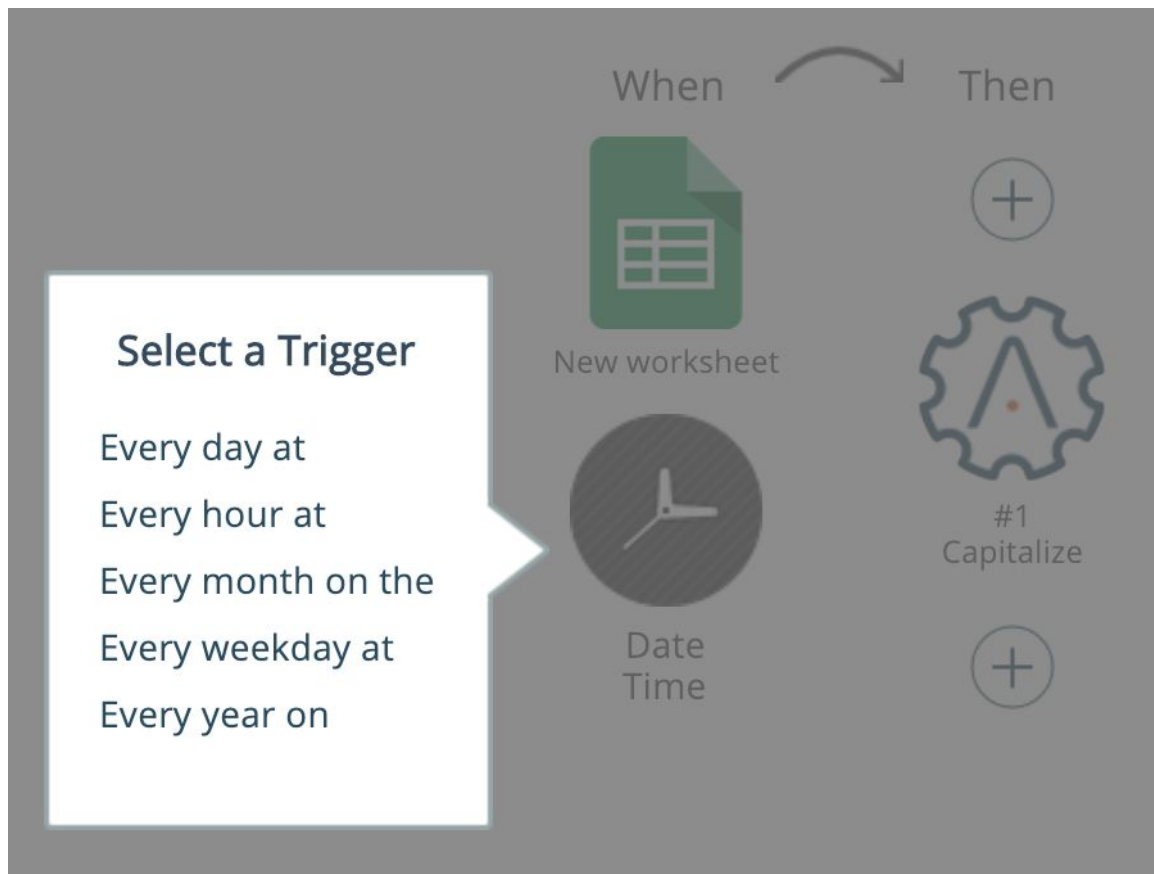 When
Then
New worksheet
Select a Trigger
Every day at
Every hour at
Every month on the
Every weekday at
Every year on
Date
Time
#1
Capitalize